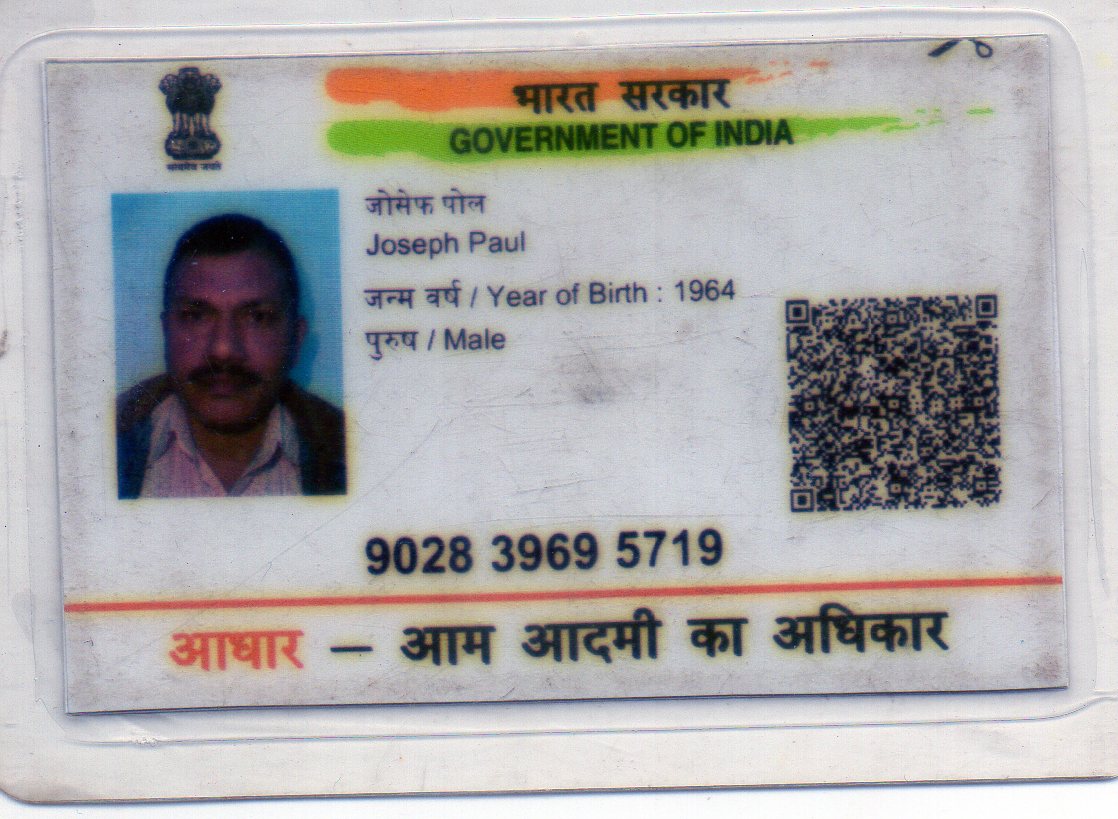 भारत सरकार
GOVERNMENT OF INDIA
जोसेफ पोल
Joseph Paul
जन्म वर्ष / Year of Birth : 1964
पुरुष / Male
9028 3969 5719
आधार – आम आदमी का अधिकार